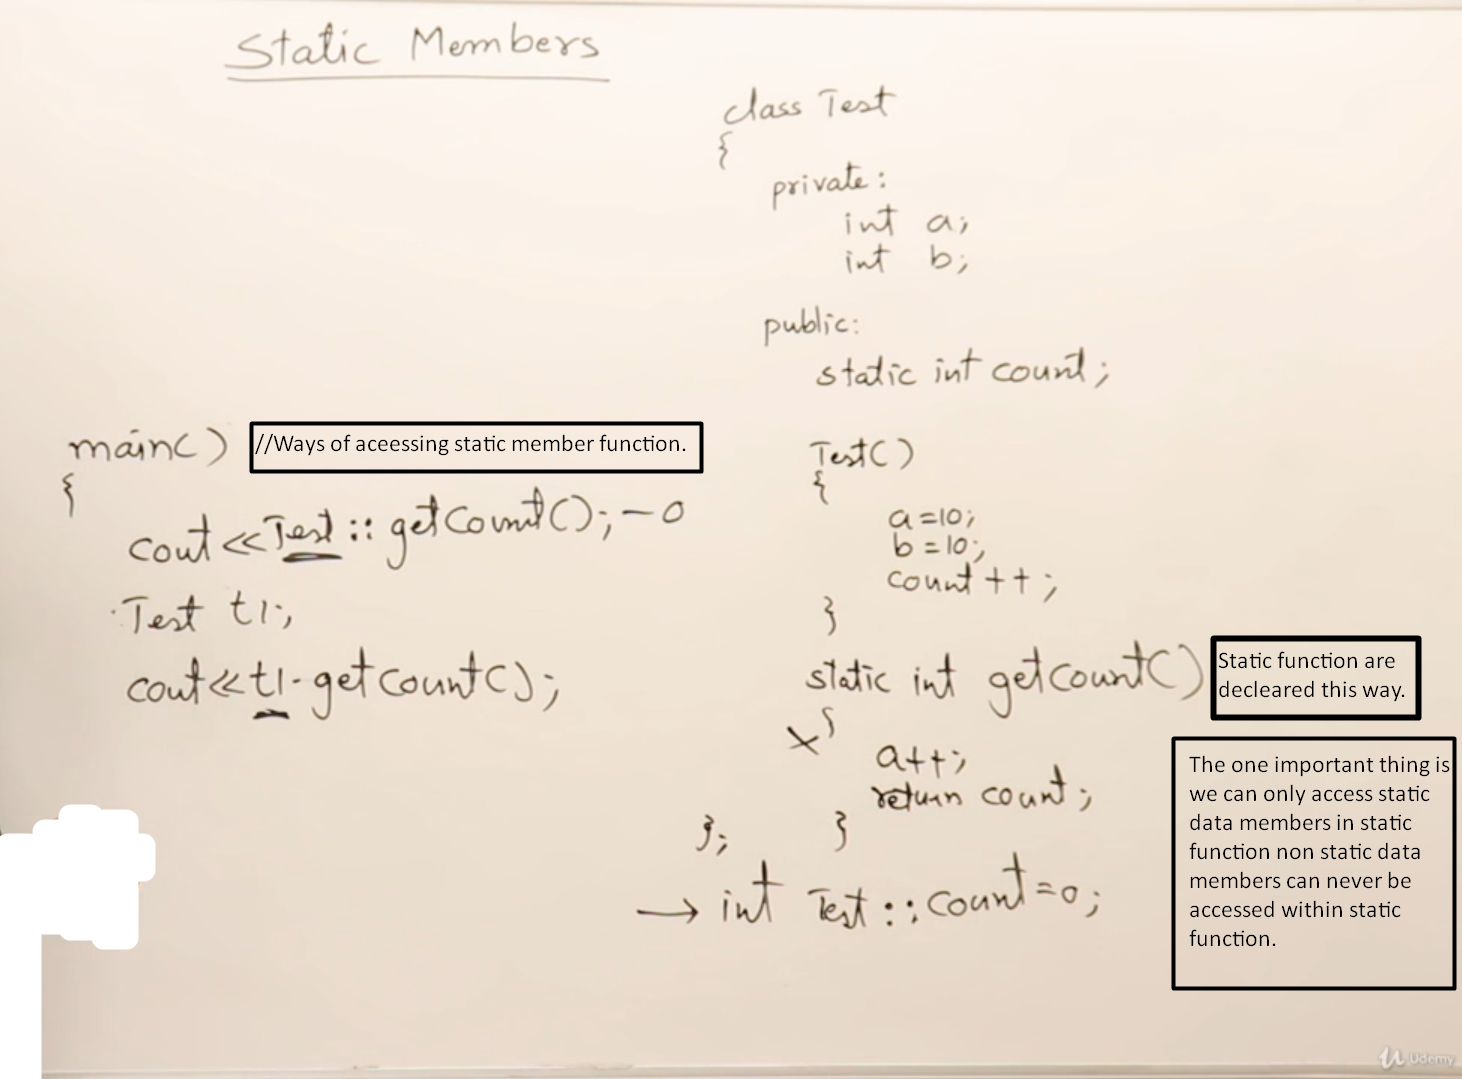 Static Members
class Test
{
private:
int a;
int b;
public:
static int count;
Test()
{
a=10;
b=10;
count++;
}
static int getCount()
x {
a++;
return count;
}
};
→ int Test::count=0;
main()
{
cout<<Test::getCount();-0
Test t1;
cout<<t1.getCount();
//Ways of aceessing static member function.
Static function are
decleared this way.
The one important thing is
we can only access static
data members in static
function non static data
members can never be
accessed within static
function.
Udemy